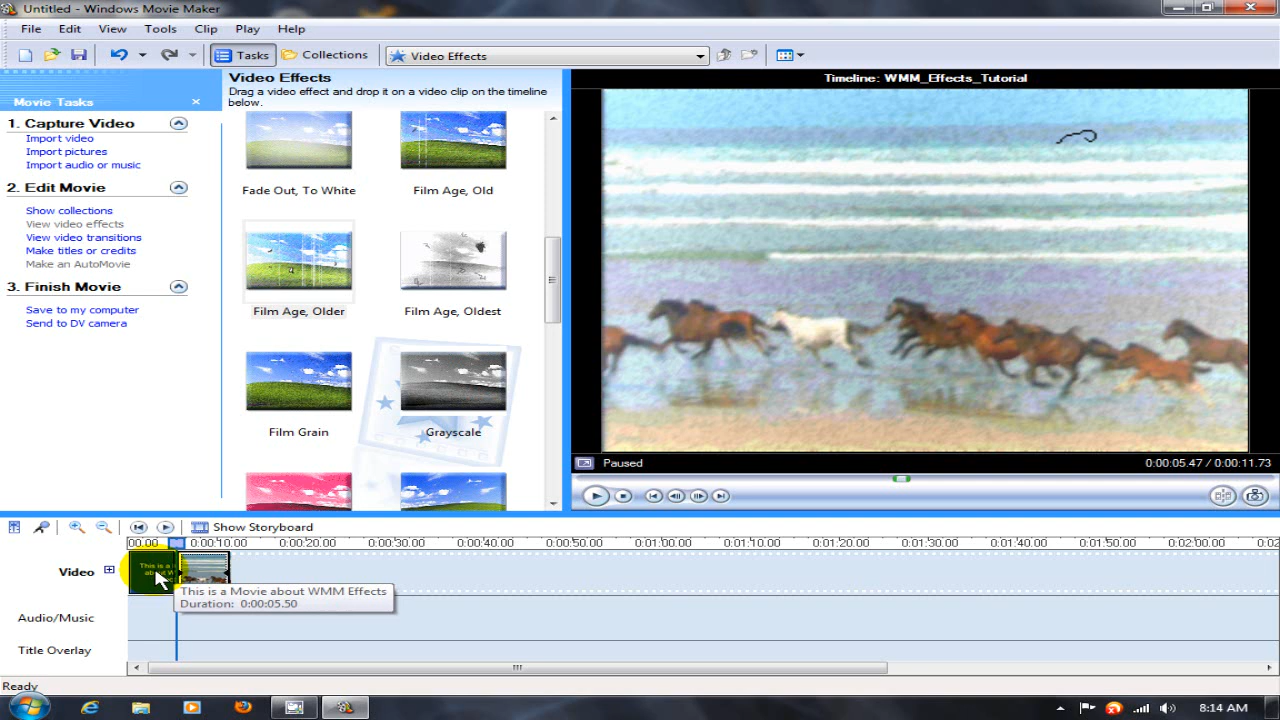 Untitled - Windows Movie Maker
File Edit View Tools Clip Play Help
Tasks Collections Video Effects
Movie Tasks
1. Capture Video
Import video
Import pictures
Import audio or music
2. Edit Movie
Show collections
View video effects
View video transitions
Make titles or credits
Make an AutoMovie
3. Finish Movie
Save to my computer
Send to DV camera
Video Effects
Drag a video effect and drop it on a video clip on the timeline
below.
Fade Out, To White Film Age, Old
Film Age, Older Film Age, Oldest
Film Grain Grayscale
Timeline: WMM_Effects_Tutorial
Paused 0:00:05.47 / 0:00:11.73
Show Storyboard
00.00 0:00:10.00 0:00:20.00 0:00:30.00 0:00:40.00 0:00:50.00 0:01:00.00 0:01:10.00 0:01:20.00 0:01:30.00 0:01:40.00 0:01:50.00 0:02:00.00 0:02
Video
This is a
about W
This is a Movie about WMM Effects
Duration: 0:00:05.50
Audio/Music
Title Overlay
Ready
8:14 AM